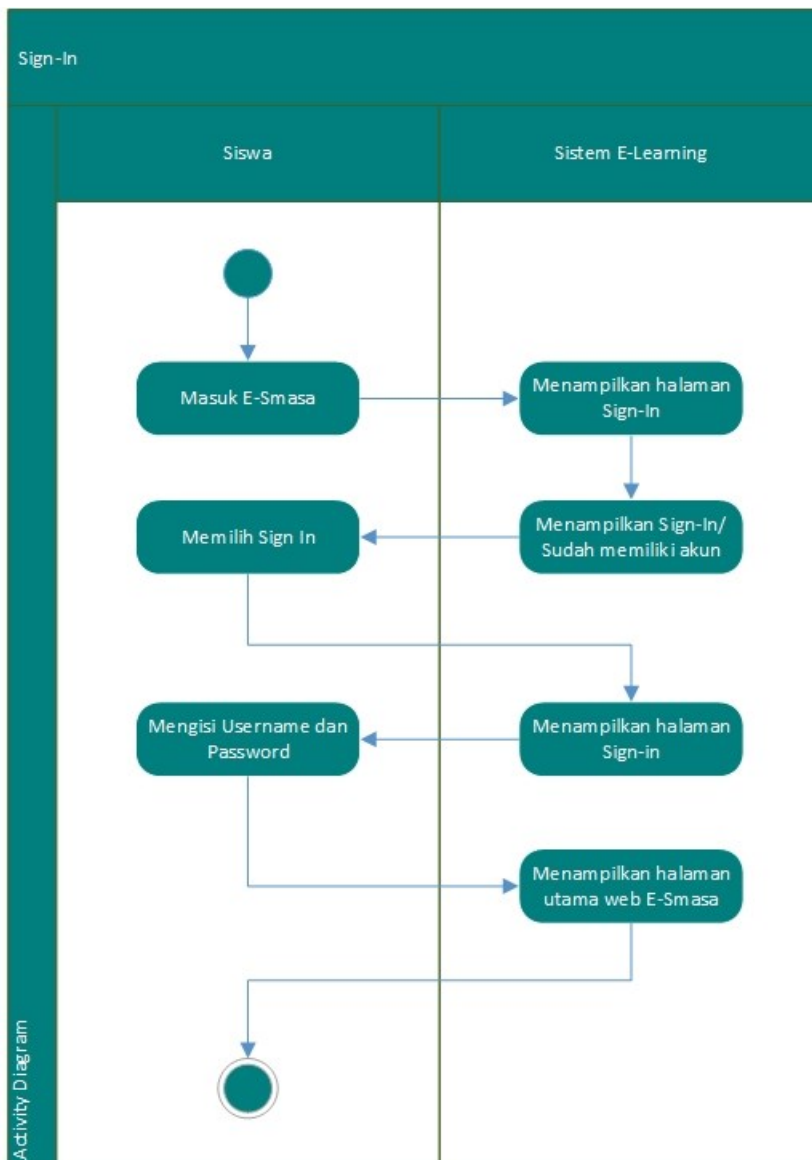 Sign-In
Siswa
Sistem E-Learning
Masuk E-Smasa
Menampilkan halaman
Sign-In
Menampilkan Sign-In/
Sudah memiliki akun
Memilih Sign In
Menampilkan halaman
Sign-in
Mengisi Username dan
Password
Menampilkan halaman
utama web E-Smasa
Activity Diagram